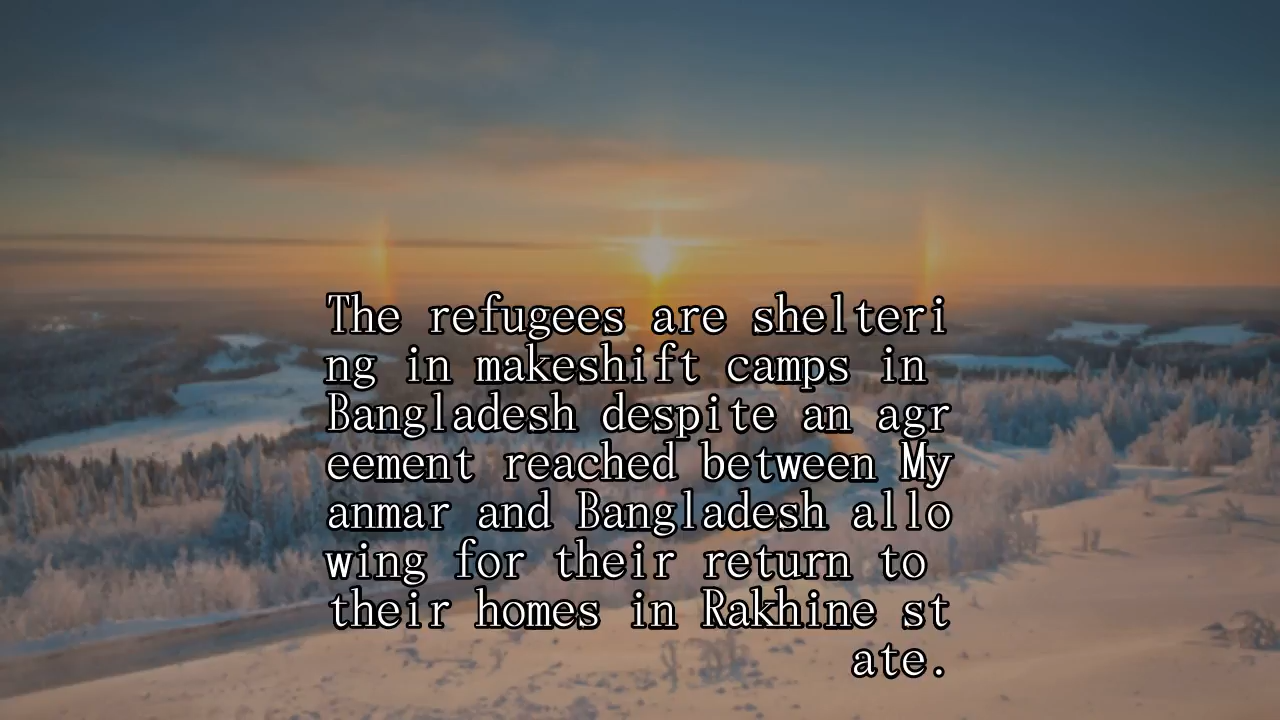 The refugees are shelteri
ng in makeshift camps in
Bangladesh despite an agr
eement reached between My
anmar and Bangladesh allo
wing for their return to
their homes in Rakhine st
ate.